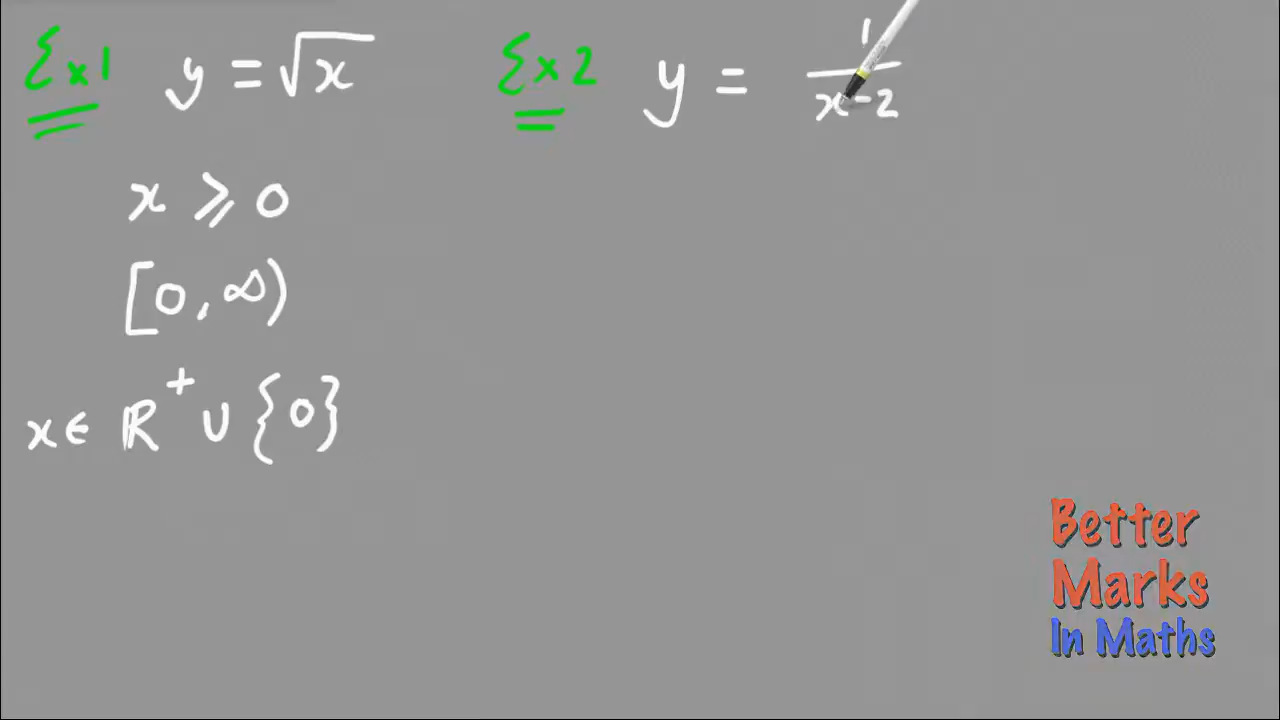 Ex1 y = √x
x ⩾ 0
[0, ∞)
x ∈ ℝ⁺ ∪ {0}
Ex2 y = 1/(x-2)
Better
Marks
In Maths